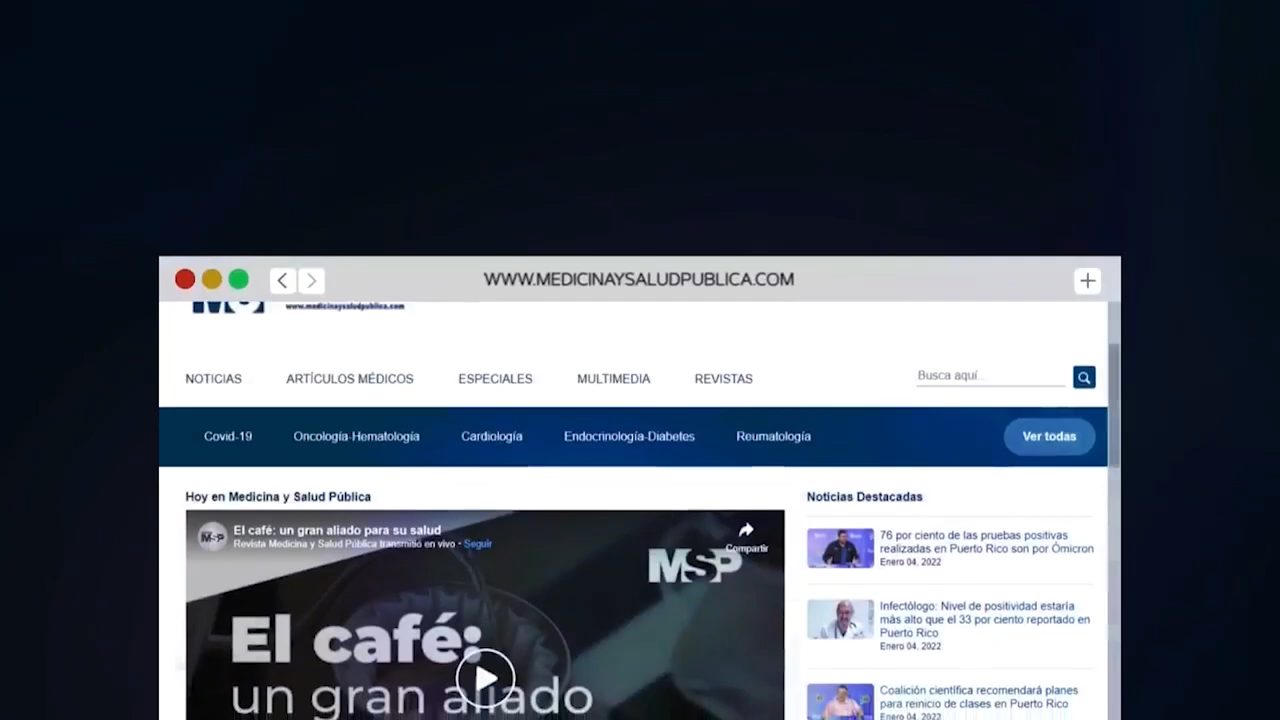 WWW.MEDICINAYSALUDPUBLICA.COM
www.medicinaysaludpublica.com
NOTICIAS
ARTÍCULOS MÉDICOS
ESPECIALES
MULTIMEDIA
REVISTAS
Busca aquí...
Covid-19
Oncología-Hematología
Cardiología
Endocrinología-Diabetes
Reumatología
Ver todas
Hoy en Medicina y Salud Pública
MSP
El café: un gran aliado para su salud
Revista Medicina y Salud Pública transmitió en vivo • Seguir
Compartir
MSP
El café:
un gran aliado
Noticias Destacadas
76 por ciento de las pruebas positivas
realizadas en Puerto Rico son por Ómicron
Enero 04, 2022
Infectólogo: Nivel de positividad estaría
más alto que el 33 por ciento reportado en
Puerto Rico
Enero 04, 2022
Coalición científica recomendará planes
para reinicio de clases en Puerto Rico
Enero 04, 2022